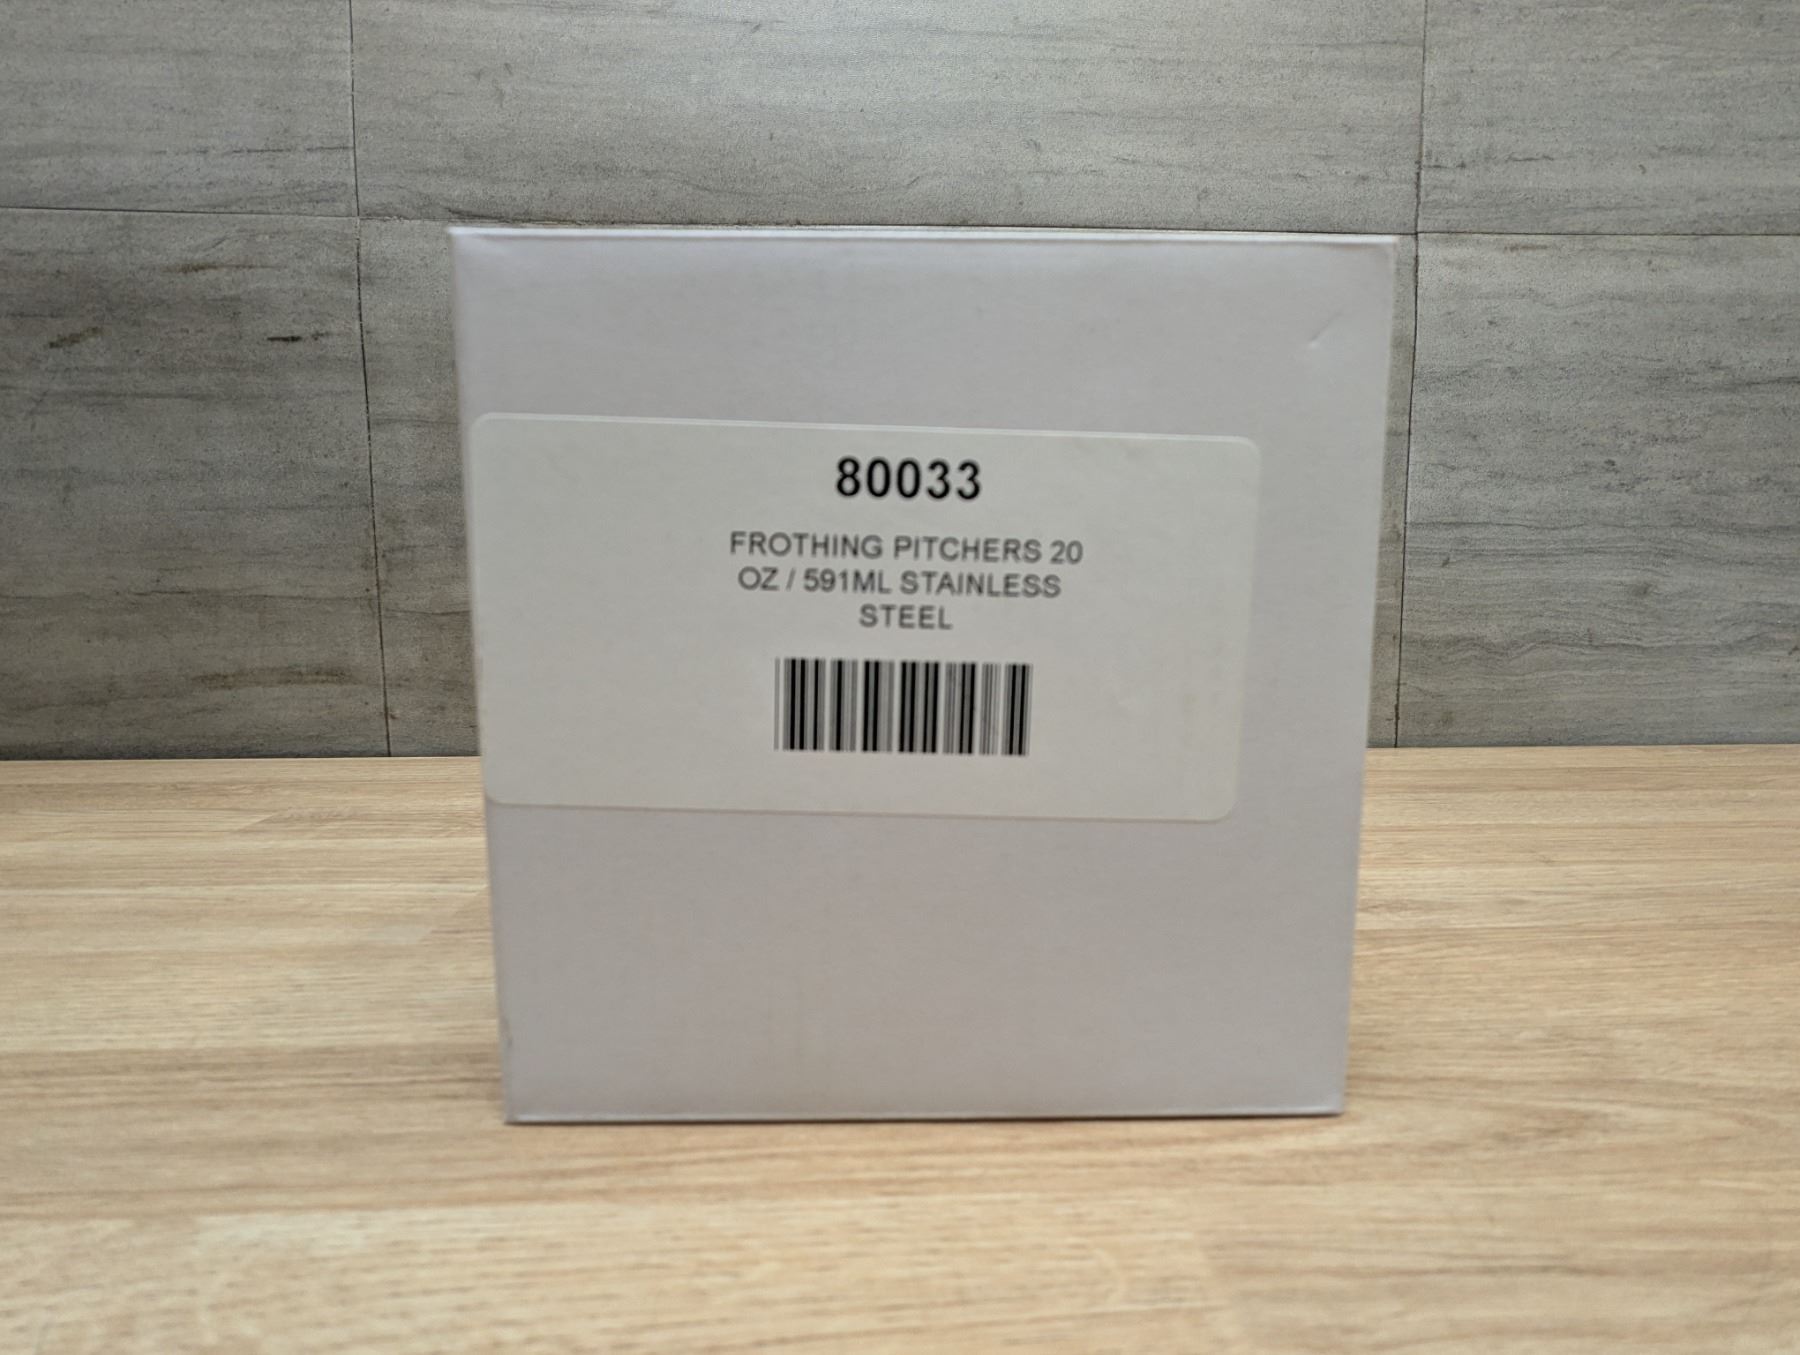 80033
FROTHING PITCHERS 20
OZ / 591ML STAINLESS
STEEL